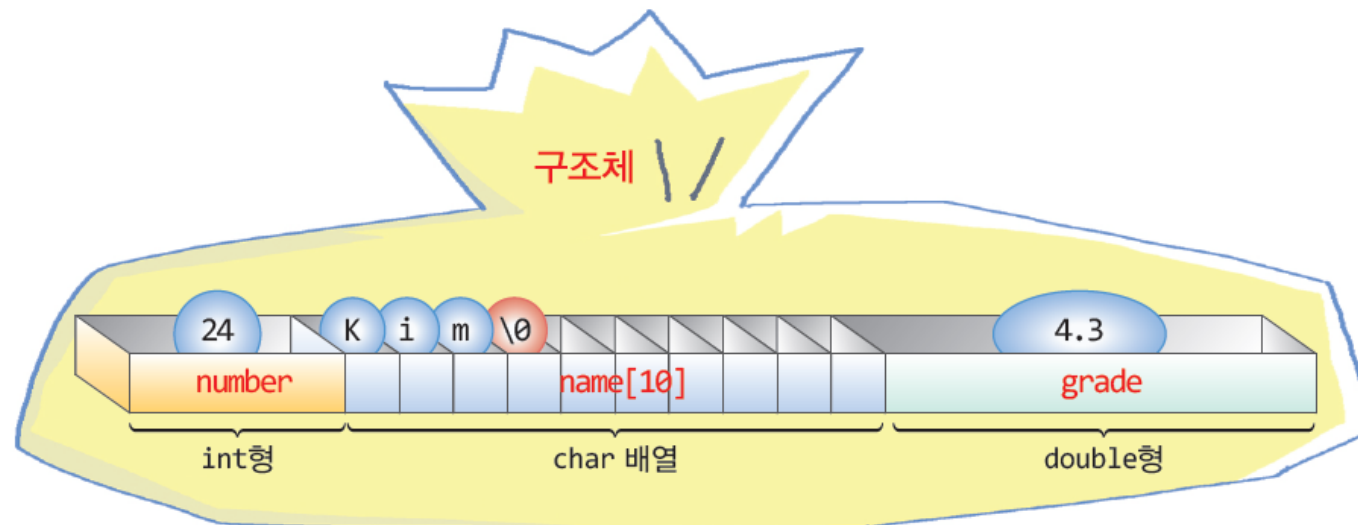 구조체
24 K i m \0 4.3
number name[10] grade
int형 char 배열 double형